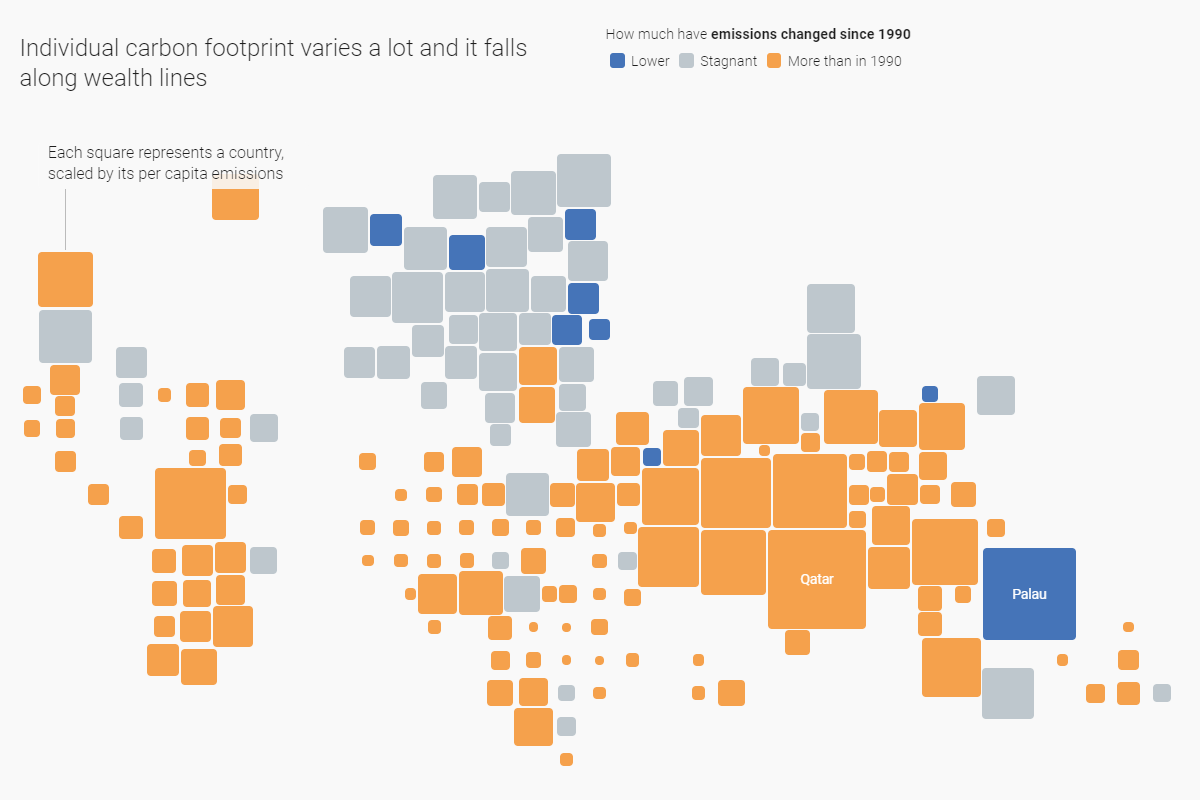 Individual carbon footprint varies a lot and it falls
along wealth lines
How much have emissions changed since 1990
Lower
Stagnant
More than in 1990
Each square represents a country,
scaled by its per capita emissions
Qatar
Palau